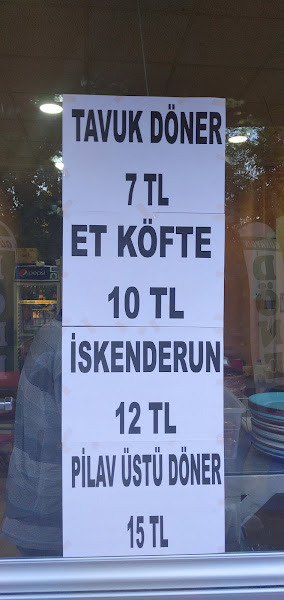 TAVUK DÖNER
7 TL
ET KÖFTE
10 TL
İSKENDERUN
12 TL
PİLAV ÜSTÜ DÖNER
15 TL